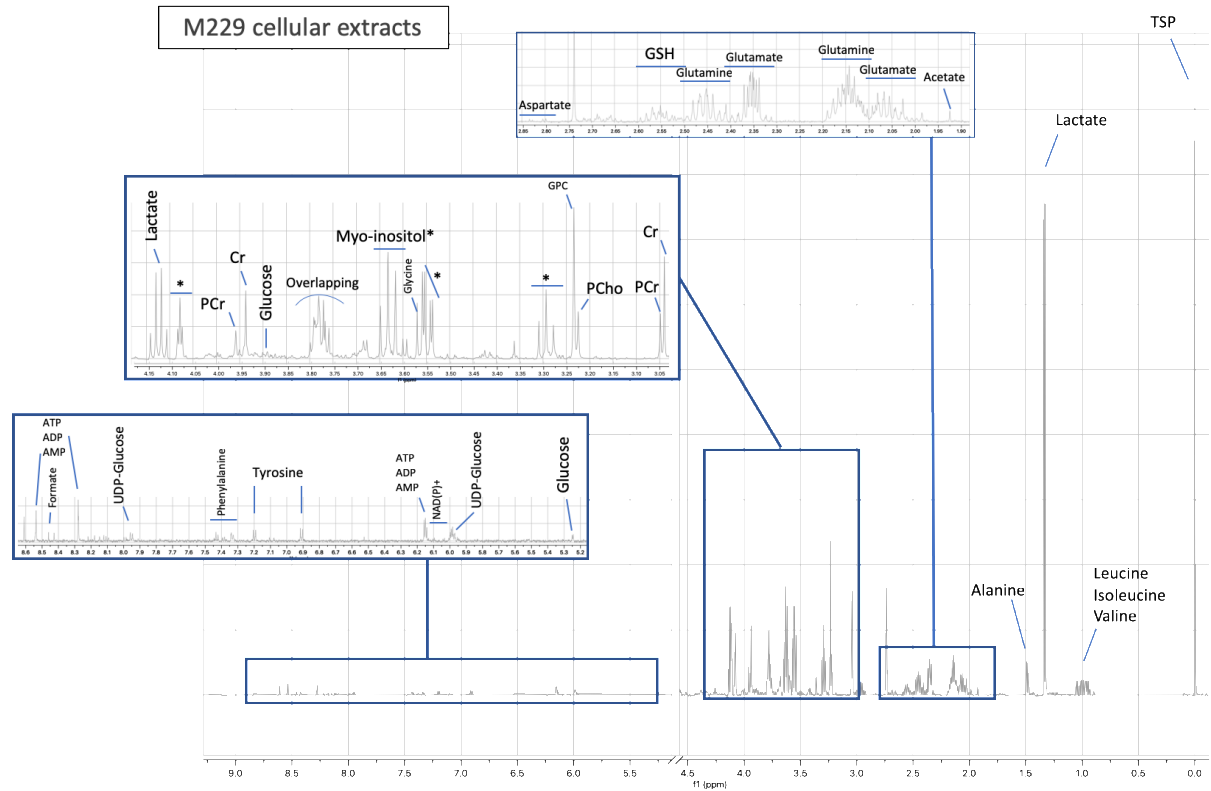 M229 cellular extracts
TSP
GSH
Glutamate
Glutamine
Glutamine
Glutamate
Acetate
Aspartate
2.85 2.80 2.75 2.70 2.65 2.60 2.55 2.50 2.45 2.40 2.35 2.30 2.25 2.20 2.15 2.10 2.05 2.00 1.95 1.90
Lactate
Lactate
*
PCr
Cr
Glucose
Overlapping
Myo-inositol*
Glycine
*
*
GPC
PCho
PCr
Cr
4.15 4.10 4.05 4.00 3.95 3.90 3.85 3.80 3.75 3.70 3.65 3.60 3.55 3.50 3.45 3.40 3.35 3.30 3.25 3.20 3.15 3.10 3.05
ATP
ADP
AMP
Formate
UDP-Glucose
Phenylalanine
Tyrosine
ATP
ADP
AMP
NAD(P)+
UDP-Glucose
Glucose
8.6 8.5 8.4 8.3 8.2 8.1 8.0 7.9 7.8 7.7 7.6 7.5 7.4 7.3 7.2 7.1 7.0 6.9 6.8 6.7 6.6 6.5 6.4 6.3 6.2 6.1 6.0 5.9 5.8 5.7 5.6 5.5 5.4 5.3 5.2
Alanine
Leucine
Isoleucine
Valine
9.0 8.5 8.0 7.5 7.0 6.5 6.0 5.5 4.5 4.0 3.5 3.0 2.5 2.0 1.5 1.0 0.5 0.0
f1 (ppm)